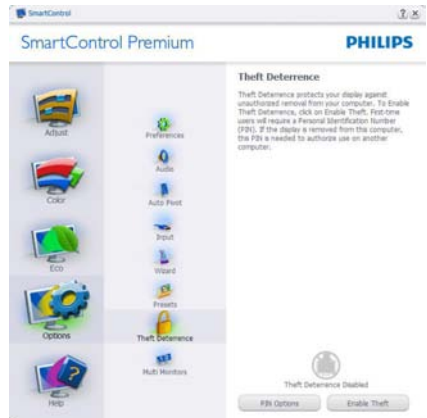 SmartControl
SmartControl Premium
PHILIPS
Adjust
Color
Eco
Options
Help
Preferences
Audio
Auto Pivot
Input
Wizard
Presets
Theft Deterrence
Multi Monitors
Theft Deterrence
Theft Deterrence protects your display against
unauthorized removal from your computer. To Enable
Theft Deterrence, click on Enable Theft. First-time
users will require a Personal Identification Number
(PIN). If the display is removed from this computer,
the PIN is needed to authorize use on another
computer.
Theft Deterrence Disabled
PIN Options
Enable Theft